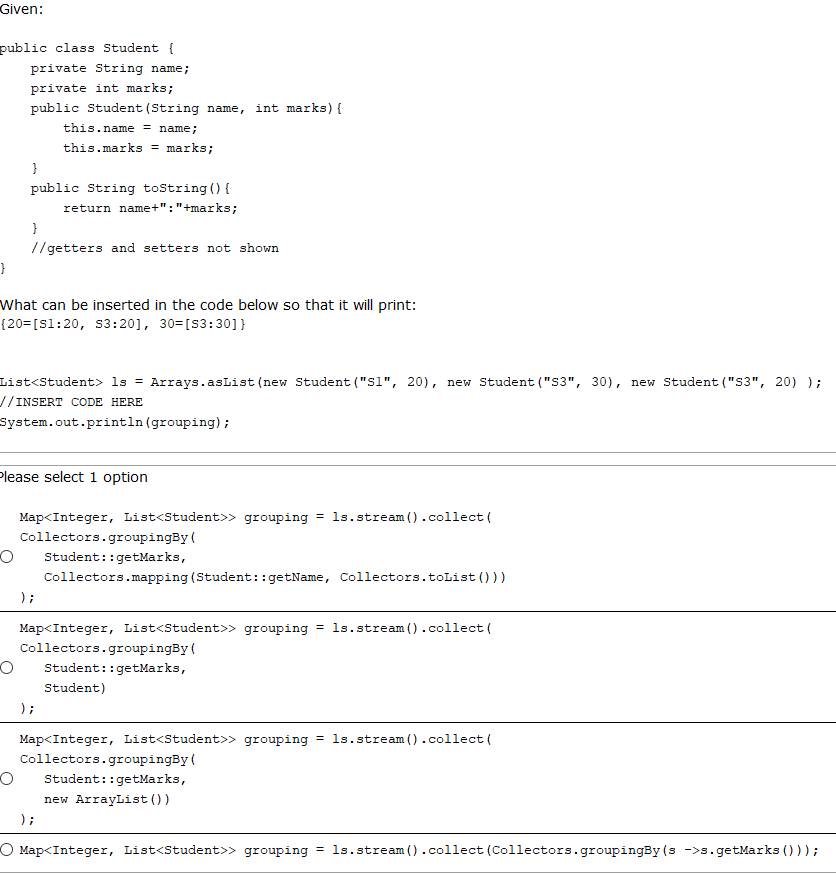 Given:
public class Student {
    private String name;
    private int marks;
    public Student(String name, int marks){
        this.name = name;
        this.marks = marks;
    }
    public String toString(){
        return name+":"+marks;
    }
    //getters and setters not shown
}
What can be inserted in the code below so that it will print:
{20=[S1:20, S3:20], 30=[S3:30]}
List<Student> ls = Arrays.asList(new Student("S1", 20), new Student("S3", 30), new Student("S3", 20) );
//INSERT CODE HERE
System.out.println(grouping);
Please select 1 option
Map<Integer, List<Student>> grouping = ls.stream().collect(
Collectors.groupingBy(
    Student::getMarks,
    Collectors.mapping(Student::getName, Collectors.toList()))
);
Map<Integer, List<Student>> grouping = ls.stream().collect(
Collectors.groupingBy(
    Student::getMarks,
    Student)
);
Map<Integer, List<Student>> grouping = ls.stream().collect(
Collectors.groupingBy(
    Student::getMarks,
    new ArrayList())
);
Map<Integer, List<Student>> grouping = ls.stream().collect(Collectors.groupingBy(s ->s.getMarks()));